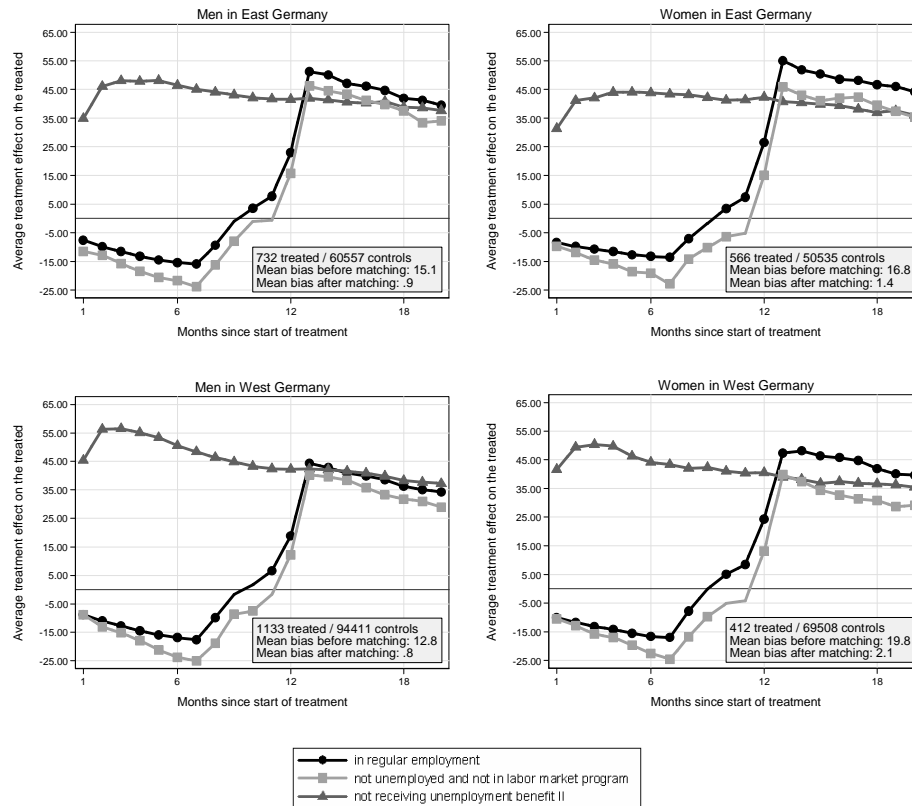 Men in East Germany
Average treatment effect on the treated
65.00
55.00
45.00
35.00
25.00
15.00
5.00
-5.00
-15.00
-25.00
732 treated / 60557 controls
Mean bias before matching: 15.1
Mean bias after matching: .9
1 6 12 18
Months since start of treatment
Women in East Germany
Average treatment effect on the treated
65.00
55.00
45.00
35.00
25.00
15.00
5.00
-5.00
-15.00
-25.00
566 treated / 50535 controls
Mean bias before matching: 16.8
Mean bias after matching: 1.4
1 6 12 18
Months since start of treatment
Men in West Germany
Average treatment effect on the treated
65.00
55.00
45.00
35.00
25.00
15.00
5.00
-5.00
-15.00
-25.00
1133 treated / 94411 controls
Mean bias before matching: 12.8
Mean bias after matching: .8
1 6 12 18
Months since start of treatment
Women in West Germany
Average treatment effect on the treated
65.00
55.00
45.00
35.00
25.00
15.00
5.00
-5.00
-15.00
-25.00
412 treated / 69508 controls
Mean bias before matching: 19.8
Mean bias after matching: 2.1
1 6 12 18
Months since start of treatment
in regular employment
not unemployed and not in labor market program
not receiving unemployment benefit II